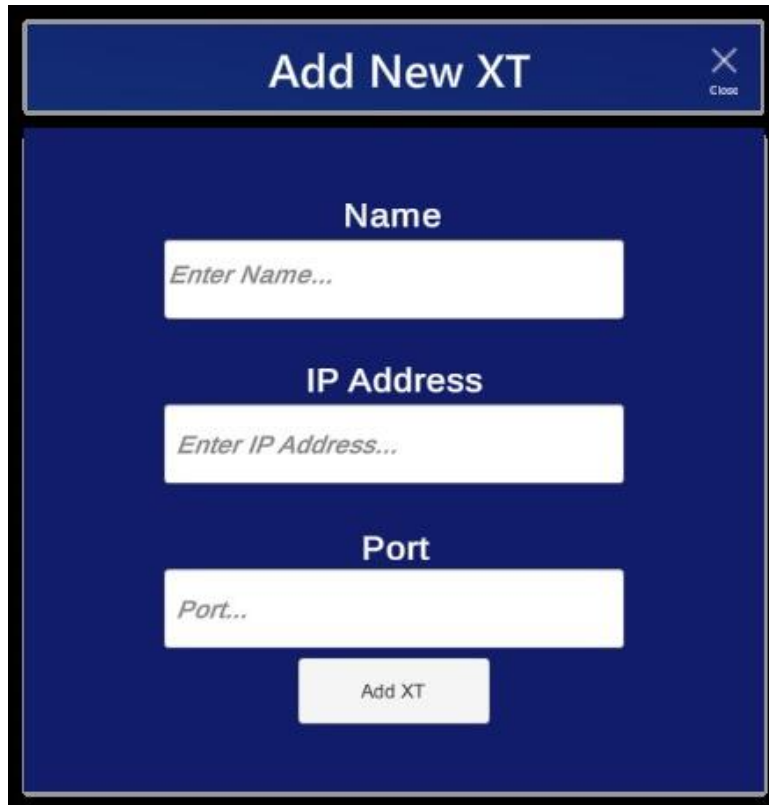 Add New XT
Close
Name
Enter Name...
IP Address
Enter IP Address...
Port
Port...
Add XT